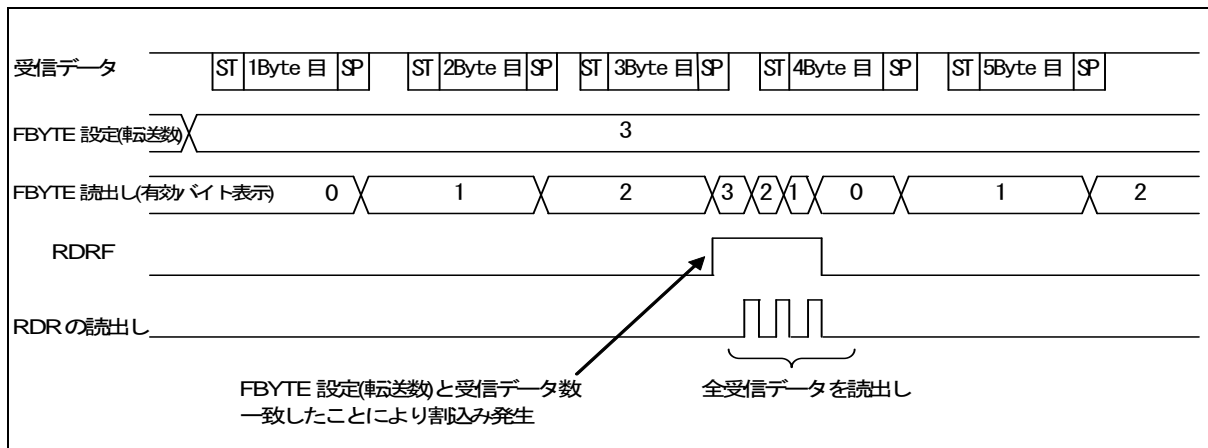 受信データ ST 1Byte 目 SP ST 2Byte 目 SP ST 3Byte 目 SP ST 4Byte 目 SP ST 5Byte 目 SP
FBYTE 設定(転送数) 3
FBYTE 読出し(有効バイト表示) 0 1 2 3 2 1 0 1 2
RDRF
RDRの読出し
FBYTE 設定(転送数)と受信データ数
一致したことにより割込み発生
全受信データを読出し